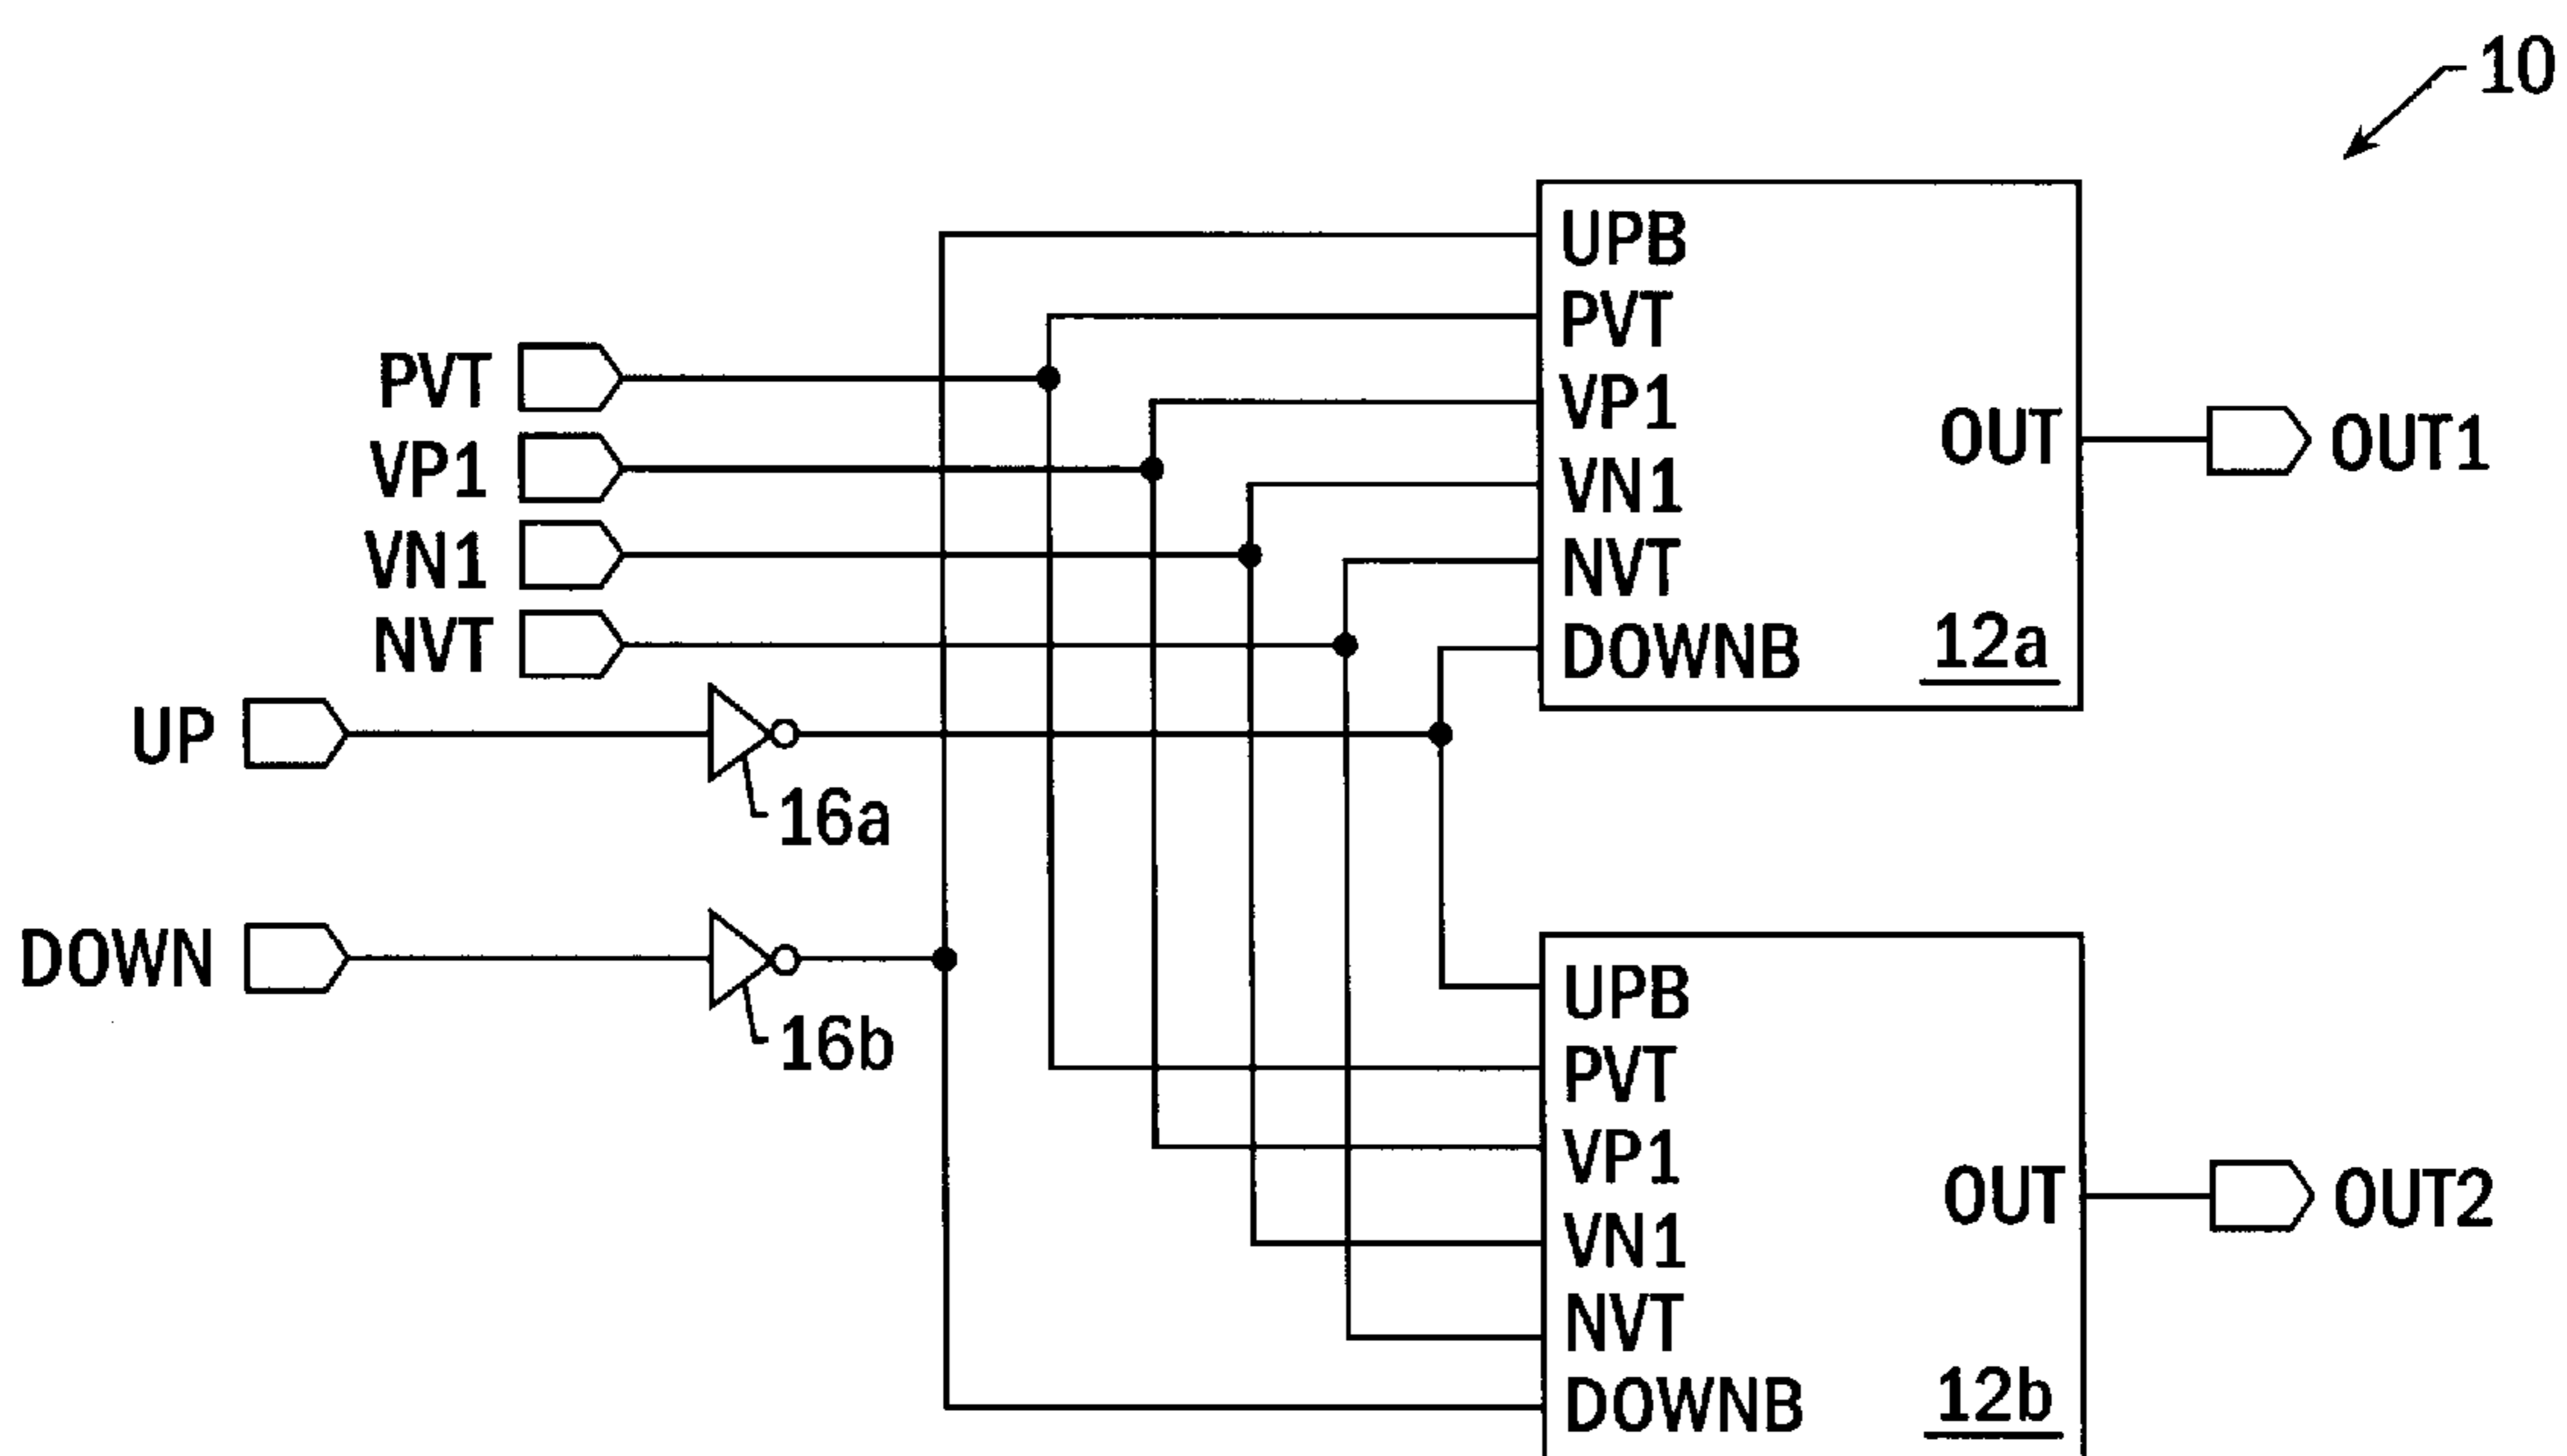 10
UPB
PVT
VP1
VN1
NVT
DOWNB
OUT
12a
OUT1
PVT
VP1
VN1
NVT
UP
16a
DOWN
16b
UPB
PVT
VP1
VN1
NVT
DOWNB
OUT
12b
OUT2